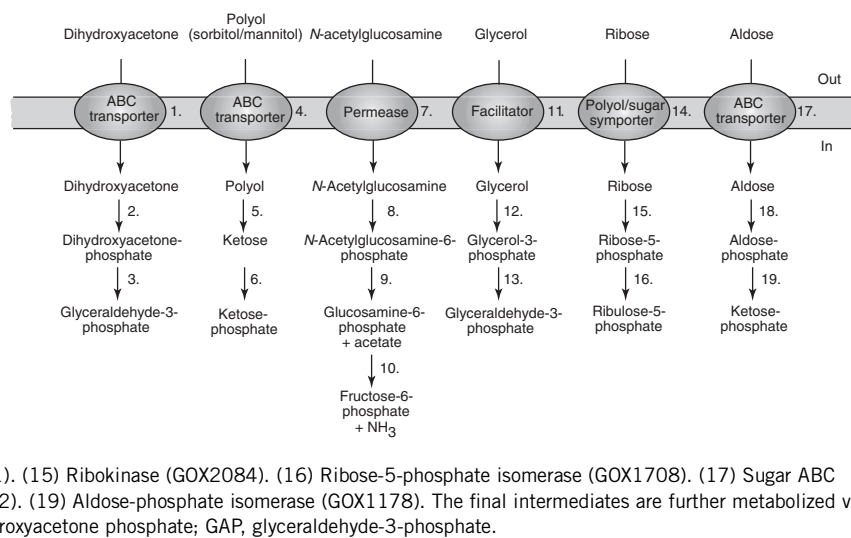 Dihydroxyacetone
Polyol
(sorbitol/mannitol)
N-acetylglucosamine
Glycerol
Ribose
Aldose
Out
ABC
transporter
1.
ABC
transporter
4.
Permease
7.
Facilitator
11.
Polyol/sugar
symporter
14.
ABC
transporter
17.
In
Dihydroxyacetone
Polyol
N-Acetylglucosamine
Glycerol
Ribose
Aldose
2.
5.
8.
12.
15.
18.
Dihydroxyacetone-
phosphate
Ketose
N-Acetylglucosamine-6-
phosphate
Glycerol-3-
phosphate
Ribose-5-
phosphate
Aldose-
phosphate
3.
6.
9.
13.
16.
19.
Glyceraldehyde-3-
phosphate
Ketose-
phosphate
Glucosamine-6-
phosphate
+ acetate
Glyceraldehyde-3-
phosphate
Ribulose-5-
phosphate
Ketose-
phosphate
10.
Fructose-6-
phosphate
+ NH3
). (15) Ribokinase (GOX2084). (16) Ribose-5-phosphate isomerase (GOX1708). (17) Sugar ABC
2). (19) Aldose-phosphate isomerase (GOX1178). The final intermediates are further metabolized v
roxyacetone phosphate; GAP, glyceraldehyde-3-phosphate.